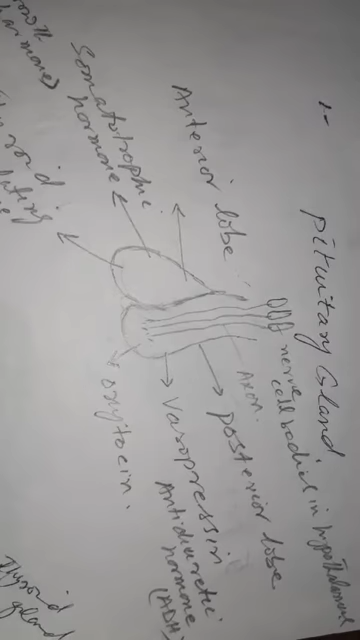 1-
Pituitary Gland
nerve
cell bodies in hypothalamus
Axon.
Anterior lobe
Posterior lobe
Somatotrophic
hormone
hormone)
Vasopressin
Antidiuretic
hormone
(ADH)
oxytocin.
Thyroid
gland